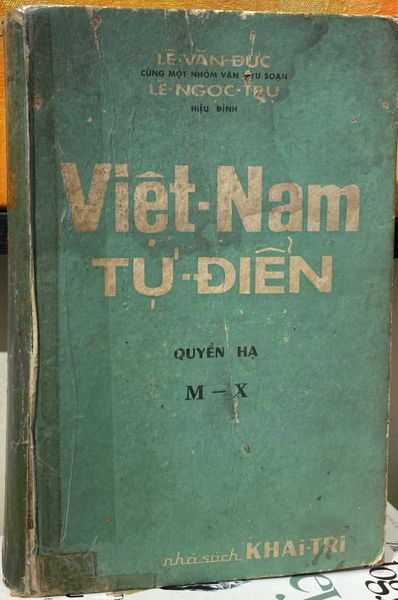 LÊ·VĂN·ĐỨC
CÙNG MỘT NHÓM VĂN HỮU SOẠN
LÊ·NGỌC·TRỤ
HIỆU ĐÍNH
Việt-Nam
TỰ-ĐIỂN
QUYỂN HẠ
M – X
nhà sách KHAI-TRÍ